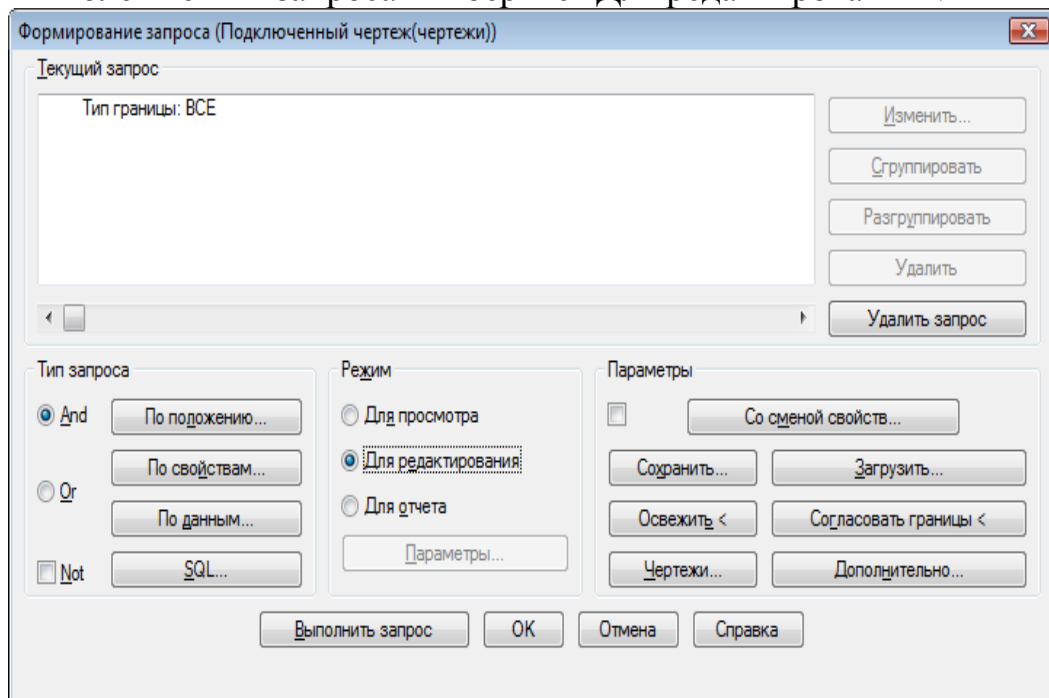 Формирование запроса (Подключенный чертеж(чертежи))
Текущий запрос
Тип границы: ВСЕ
Изменить...
Сгруппировать
Разгруппировать
Удалить
Удалить запрос
Тип запроса
And
По положению...
По свойствам...
Or
По данным...
Not
SQL...
Режим
Для просмотра
Для редактирования
Для отчета
Параметры...
Параметры
Со сменой свойств...
Сохранить...
Загрузить...
Освежить <
Согласовать границы <
Чертежи...
Дополнительно...
Выполнить запрос
OK
Отмена
Справка